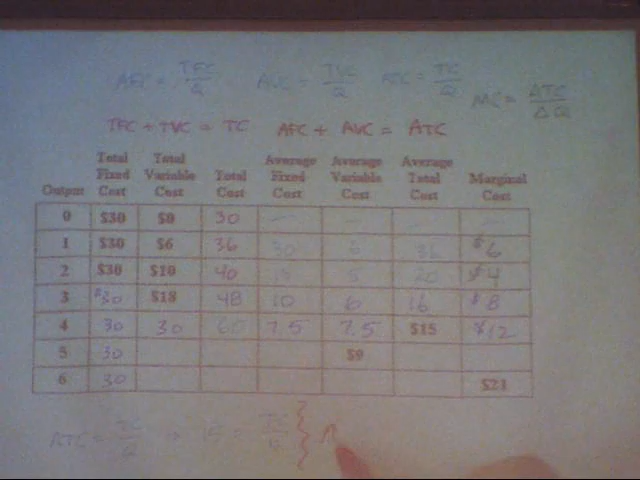 AFC = TFC/Q AVC = TVC/Q ATC = TC/Q MC = ΔTC/ΔQ
TFC + TVC = TC AFC + AVC = ATC
Output Total Fixed Cost Total Variable Cost Total Cost Average Fixed Cost Average Variable Cost Average Total Cost Marginal Cost
0 $30 $0 30 — — — —
1 $30 $6 36 30 6 36 $6
2 $30 $10 40 15 5 20 $4
3 $30 $18 48 10 6 16 $8
4 30 30 60 7.5 7.5 $15 $12
5 30 $9
6 30 $21
ATC = TC/Q 15 = TC/